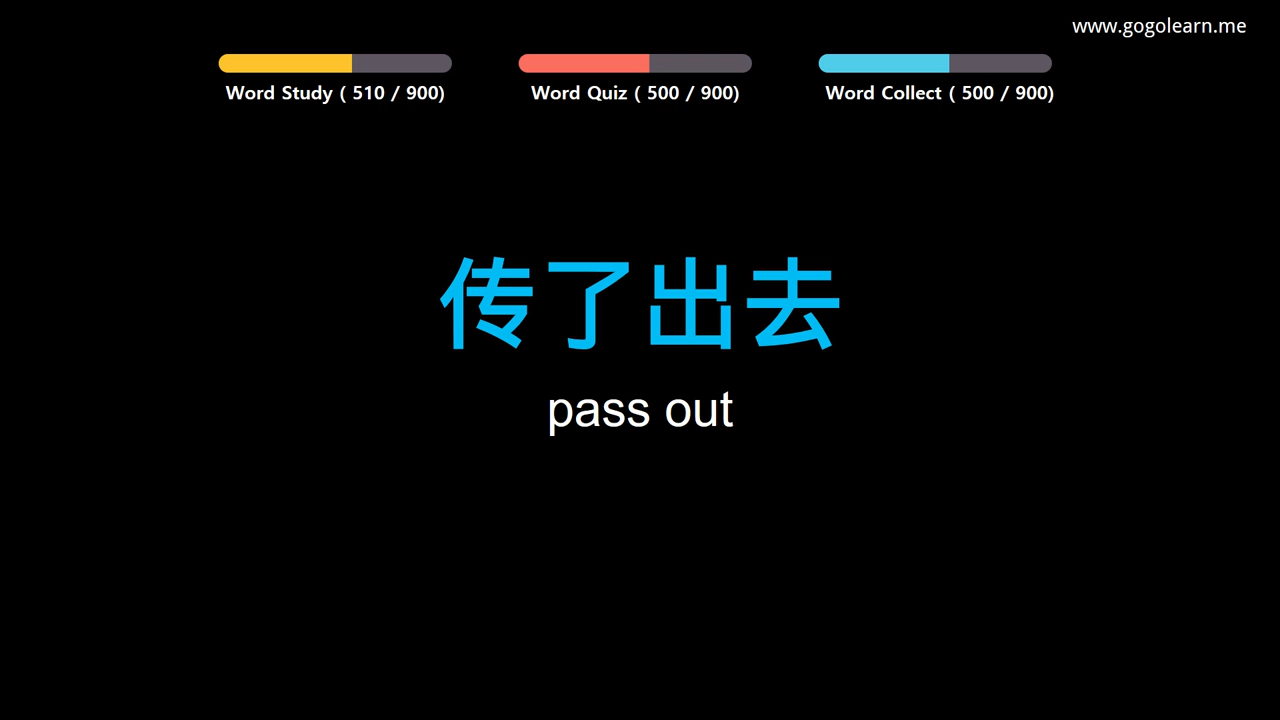 www.gogolearn.me
Word Study ( 510 / 900)
Word Quiz ( 500 / 900)
Word Collect ( 500 / 900)
传了出去
pass out